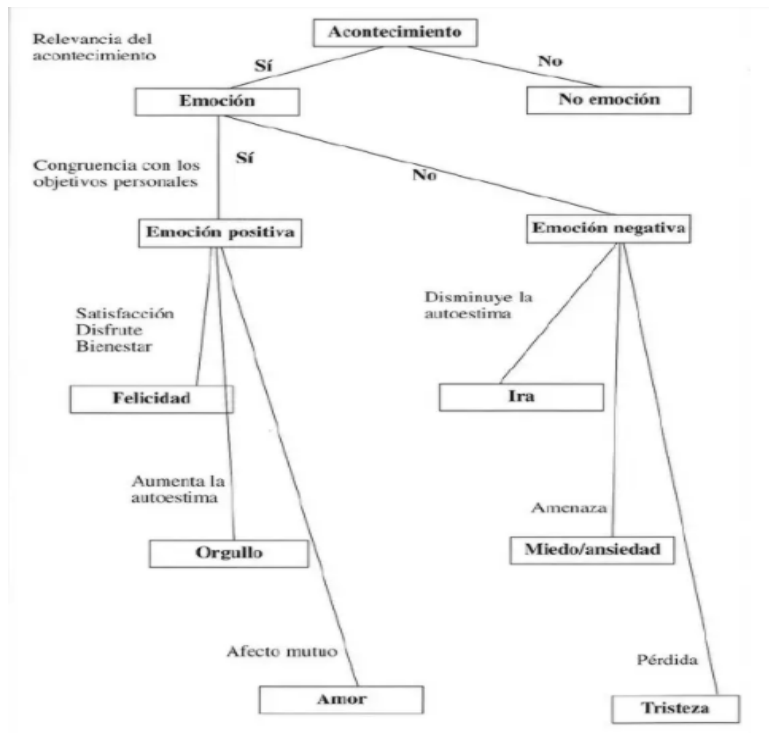 Acontecimiento
Relevancia del
acontecimiento
Sí
No
Emoción
No emoción
Congruencia con los
objetivos personales
Sí
No
Emoción positiva
Emoción negativa
Satisfacción
Disfrute
Bienestar
Disminuye la
autoestima
Felicidad
Ira
Aumenta la
autoestima
Amenaza
Orgullo
Miedo/ansiedad
Afecto mutuo
Pérdida
Amor
Tristeza